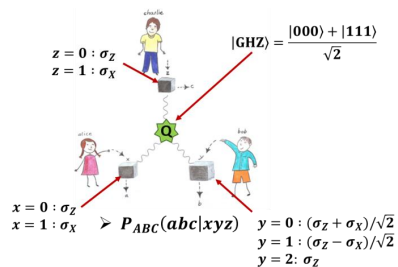 charlie
z = 0 : σ_Z
z = 1 : σ_X
|GHZ⟩ = (|000⟩ + |111⟩)/√2
z
c
Q
alice
bob
x
y
a
b
x = 0 : σ_Z
x = 1 : σ_X
➢ P_ABC(abc|xyz)
y = 0 : (σ_Z + σ_X)/√2
y = 1 : (σ_Z − σ_X)/√2
y = 2: σ_Z